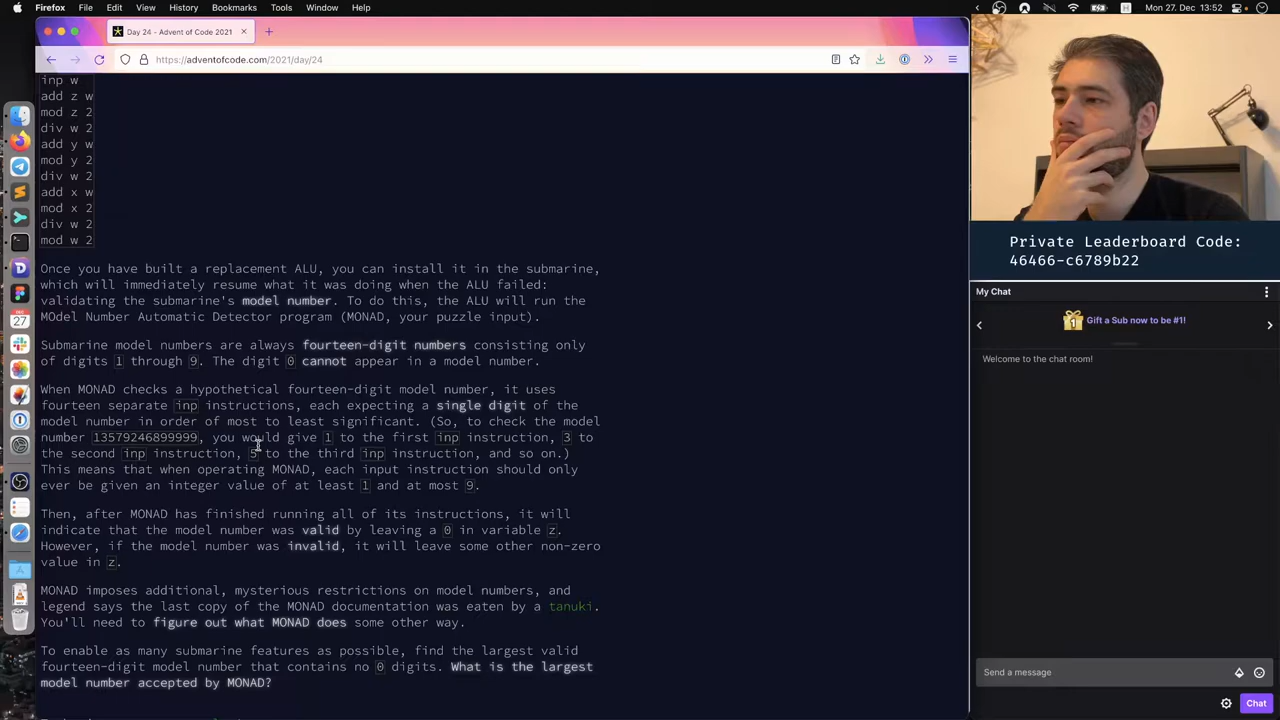 Firefox File Edit View History Bookmarks Tools Window Help
Mon 27. Dec 13:52
Day 24 - Advent of Code 2021
https://adventofcode.com/2021/day/24
inp w
add z w
mod z 2
div w 2
add y w
mod y 2
div w 2
add x w
mod x 2
div w 2
mod w 2
Once you have built a replacement ALU, you can install it in the submarine,
which will immediately resume what it was doing when the ALU failed:
validating the submarine's model number. To do this, the ALU will run the
MOdel Number Automatic Detector program (MONAD, your puzzle input).
Submarine model numbers are always fourteen-digit numbers consisting only
of digits 1 through 9. The digit 0 cannot appear in a model number.
When MONAD checks a hypothetical fourteen-digit model number, it uses
fourteen separate inp instructions, each expecting a single digit of the
model number in order of most to least significant. (So, to check the model
number 13579246899999, you would give 1 to the first inp instruction, 3 to
the second inp instruction, 5 to the third inp instruction, and so on.)
This means that when operating MONAD, each input instruction should only
ever be given an integer value of at least 1 and at most 9.
Then, after MONAD has finished running all of its instructions, it will
indicate that the model number was valid by leaving a 0 in variable z.
However, if the model number was invalid, it will leave some other non-zero
value in z.
MONAD imposes additional, mysterious restrictions on model numbers, and
legend says the last copy of the MONAD documentation was eaten by a tanuki.
You'll need to figure out what MONAD does some other way.
To enable as many submarine features as possible, find the largest valid
fourteen-digit model number that contains no 0 digits. What is the largest
model number accepted by MONAD?
Private Leaderboard Code:
46466-c6789b22
My Chat
1
Gift a Sub now to be #1!
Welcome to the chat room!
Send a message
Chat
DEC
27